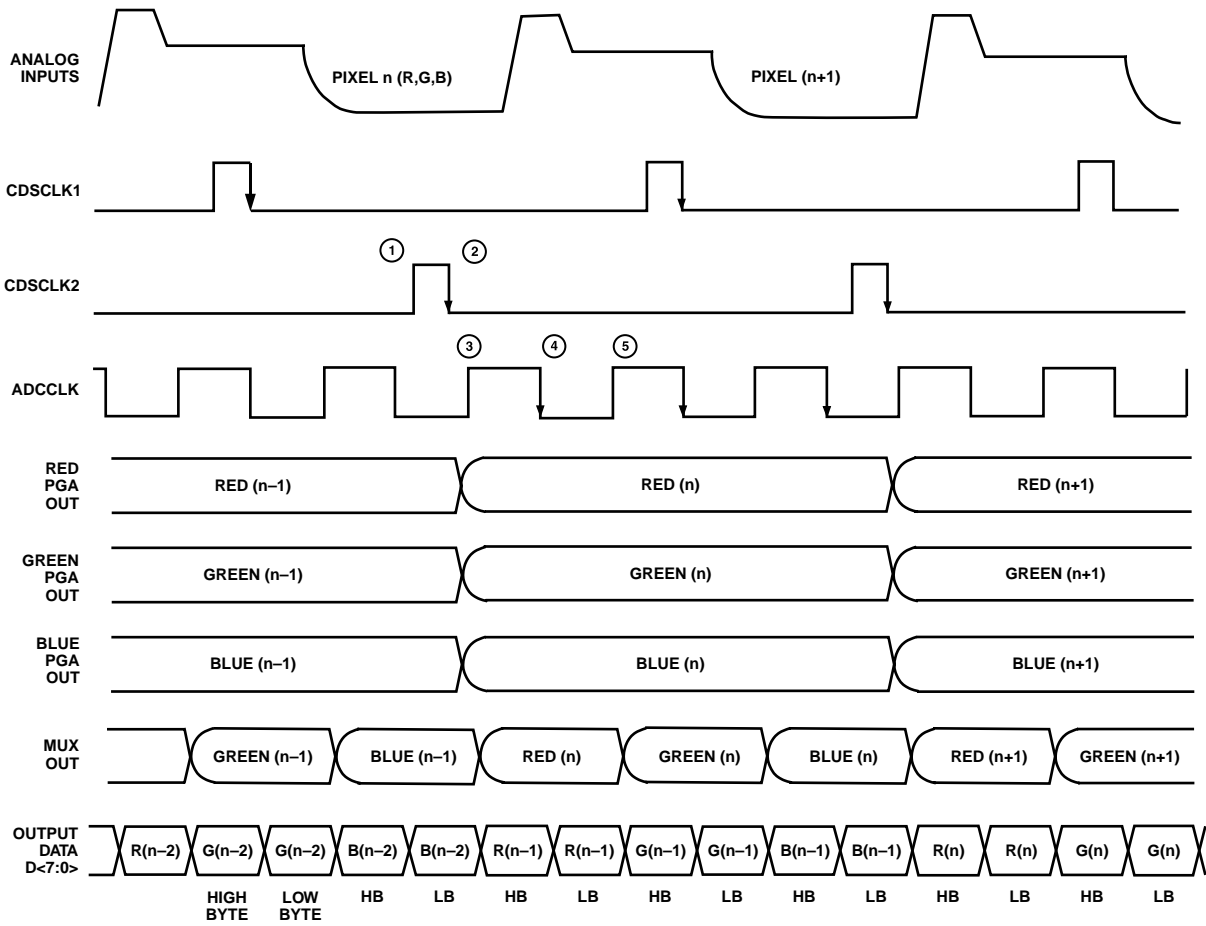 ANALOG
INPUTS
PIXEL n (R,G,B)
PIXEL (n+1)
CDSCLK1
1
2
CDSCLK2
3
4
5
ADCCLK
RED
PGA
OUT
RED (n–1)
RED (n)
RED (n+1)
GREEN
PGA
OUT
GREEN (n–1)
GREEN (n)
GREEN (n+1)
BLUE
PGA
OUT
BLUE (n–1)
BLUE (n)
BLUE (n+1)
MUX
OUT
GREEN (n–1)
BLUE (n–1)
RED (n)
GREEN (n)
BLUE (n)
RED (n+1)
GREEN (n+1)
OUTPUT
DATA
D<7:0>
R(n–2)
G(n–2)
G(n–2)
B(n–2)
B(n–2)
R(n–1)
R(n–1)
G(n–1)
G(n–1)
B(n–1)
B(n–1)
R(n)
R(n)
G(n)
G(n)
HIGH
BYTE
LOW
BYTE
HB
LB
HB
LB
HB
LB
HB
LB
HB
LB
HB
LB